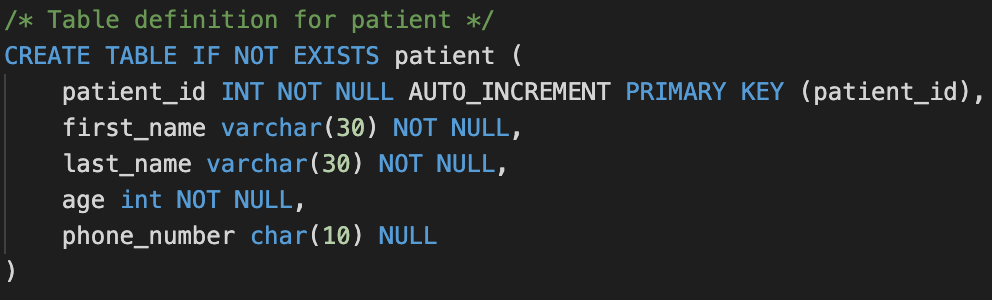 /* Table definition for patient */
CREATE TABLE IF NOT EXISTS patient (
    patient_id INT NOT NULL AUTO_INCREMENT PRIMARY KEY (patient_id),
    first_name varchar(30) NOT NULL,
    last_name varchar(30) NOT NULL,
    age int NOT NULL,
    phone_number char(10) NULL
)